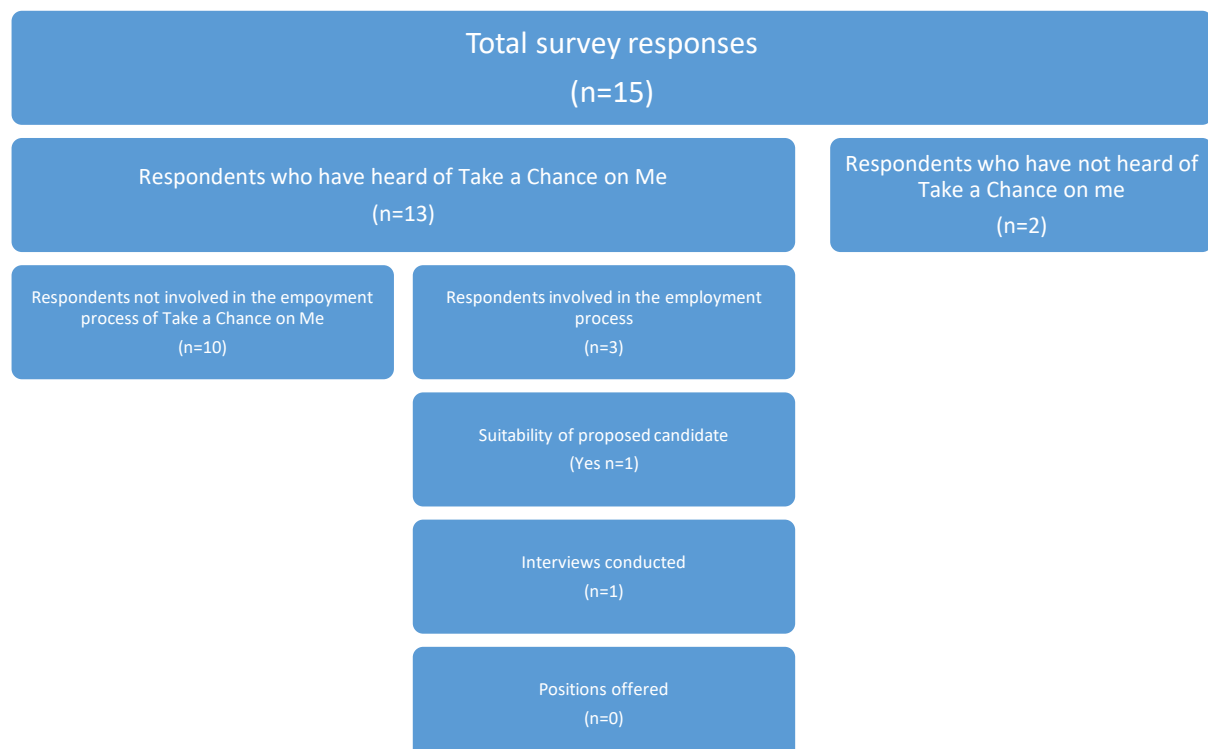 Total survey responses
(n=15)
Respondents who have heard of Take a Chance on Me
(n=13)
Respondents who have not heard of
Take a Chance on me
(n=2)
Respondents not involved in the empoyment
process of Take a Chance on Me
(n=10)
Respondents involved in the employment
process
(n=3)
Suitability of proposed candidate
(Yes n=1)
Interviews conducted
(n=1)
Positions offered
(n=0)